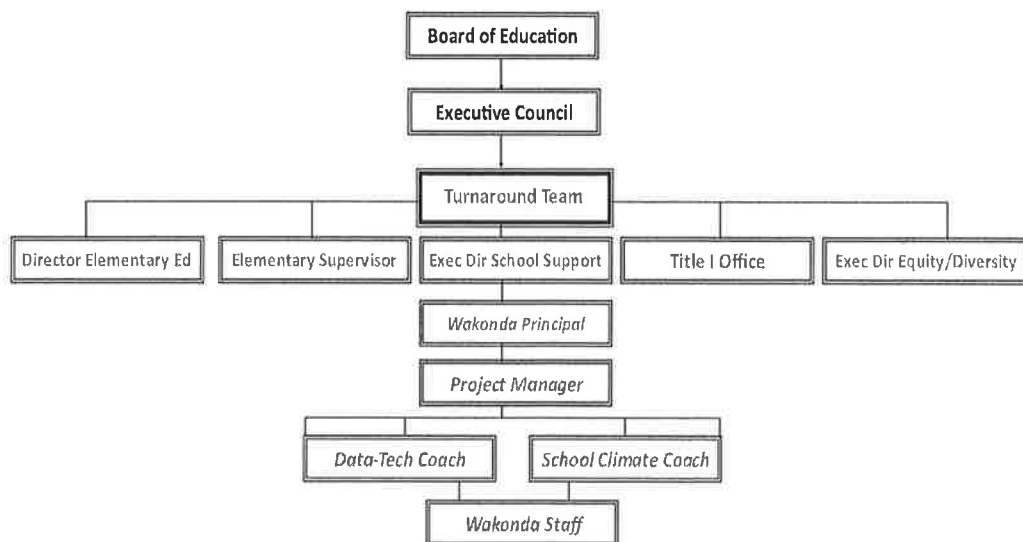 Board of Education
Executive Council
Turnaround Team
Director Elementary Ed
Elementary Supervisor
Exec Dir School Support
Title I Office
Exec Dir Equity/Diversity
Wakonda Principal
Project Manager
Data-Tech Coach
School Climate Coach
Wakonda Staff